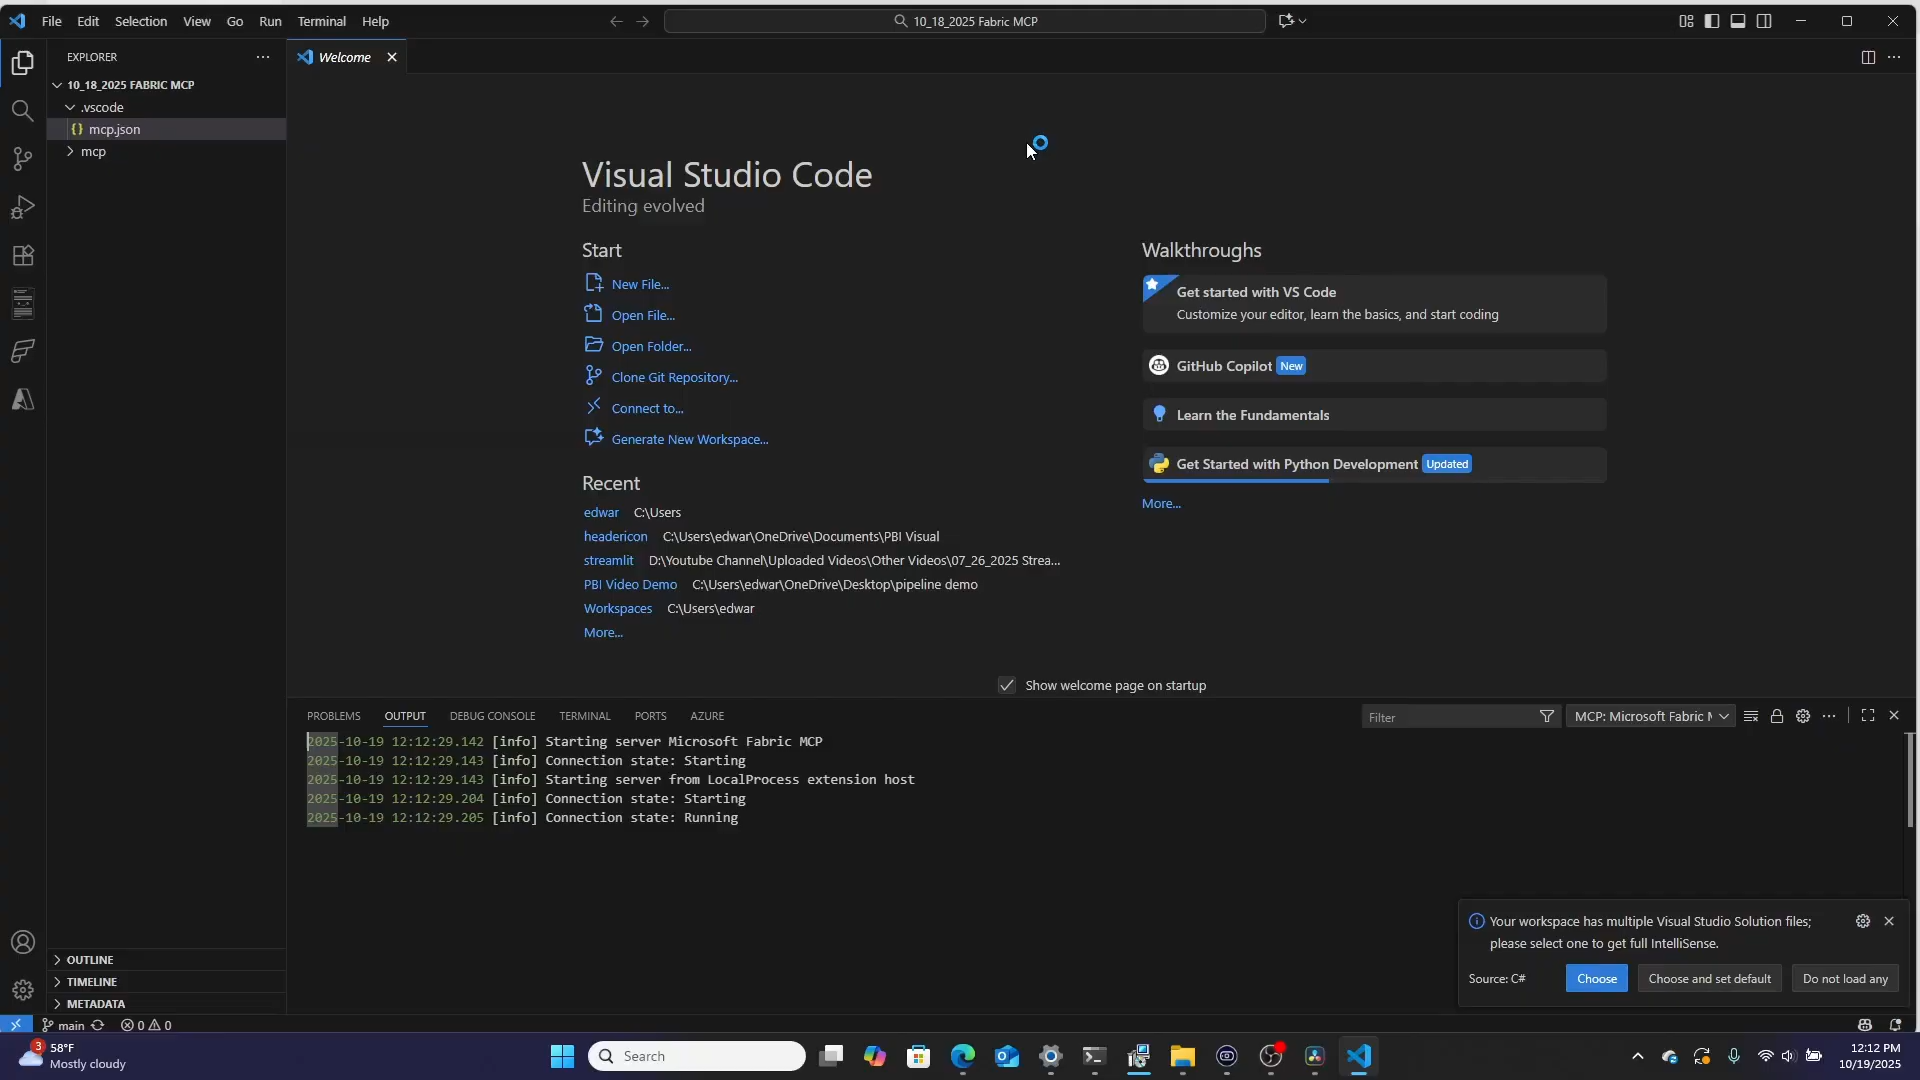 File Edit Selection View Go Run Terminal Help
10_18_2025 Fabric MCP
EXPLORER
10_18_2025 FABRIC MCP
.vscode
{} mcp.json
mcp
OUTLINE
TIMELINE
METADATA
Welcome
Visual Studio Code
Editing evolved
Start
New File...
Open File...
Open Folder...
Clone Git Repository...
Connect to...
Generate New Workspace...
Recent
edwar C:\Users
headericon C:\Users\edwar\OneDrive\Documents\PBI Visual
streamlit D:\Youtube Channel\Uploaded Videos\Other Videos\07_26_2025 Strea...
PBI Video Demo C:\Users\edwar\OneDrive\Desktop\pipeline demo
Workspaces C:\Users\edwar
More...
Walkthroughs
Get started with VS Code
Customize your editor, learn the basics, and start coding
GitHub Copilot New
Learn the Fundamentals
Get Started with Python Development Updated
More...
Show welcome page on startup
PROBLEMS OUTPUT DEBUG CONSOLE TERMINAL PORTS AZURE
Filter
MCP: Microsoft Fabric M
2025-10-19 12:12:29.142 [info] Starting server Microsoft Fabric MCP
2025-10-19 12:12:29.143 [info] Connection state: Starting
2025-10-19 12:12:29.143 [info] Starting server from LocalProcess extension host
2025-10-19 12:12:29.204 [info] Connection state: Starting
2025-10-19 12:12:29.205 [info] Connection state: Running
Your workspace has multiple Visual Studio Solution files;
please select one to get full IntelliSense.
Source: C#
Choose
Choose and set default
Do not load any
main
0 0
3
58°F
Mostly cloudy
Search
12:12 PM
10/19/2025